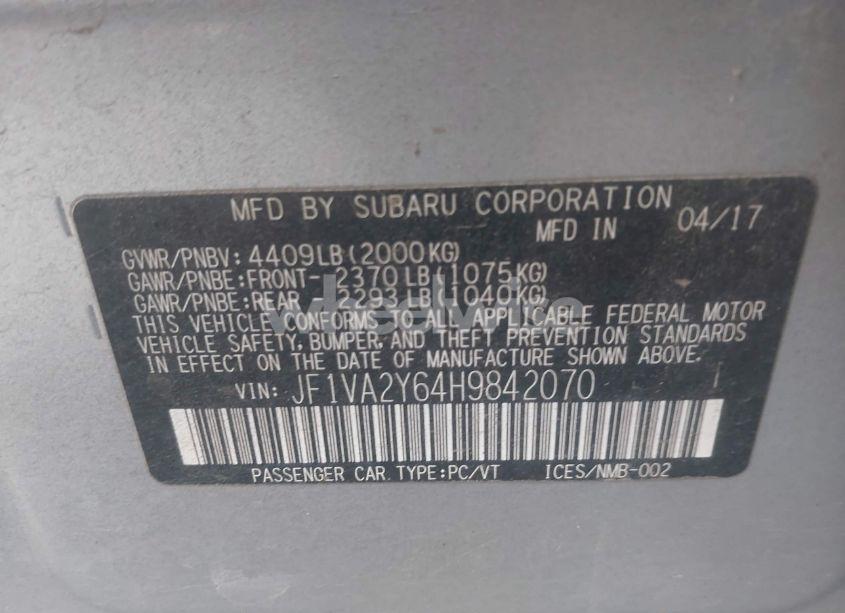 MFD BY SUBARU CORPORATION
MFD IN 04/17
GVWR/PNBV: 4409LB(2000KG)
GAWR/PNBE:FRONT- 2370LB(1075KG)
GAWR/PNBE:REAR - 2293LB(1040KG)
THIS VEHICLE CONFORMS TO ALL APPLICABLE FEDERAL MOTOR
VEHICLE SAFETY, BUMPER, AND THEFT PREVENTION STANDARDS
IN EFFECT ON THE DATE OF MANUFACTURE SHOWN ABOVE.
VIN: JF1VA2Y64H9842070
PASSENGER CAR TYPE:PC/VT ICES/NMB-002